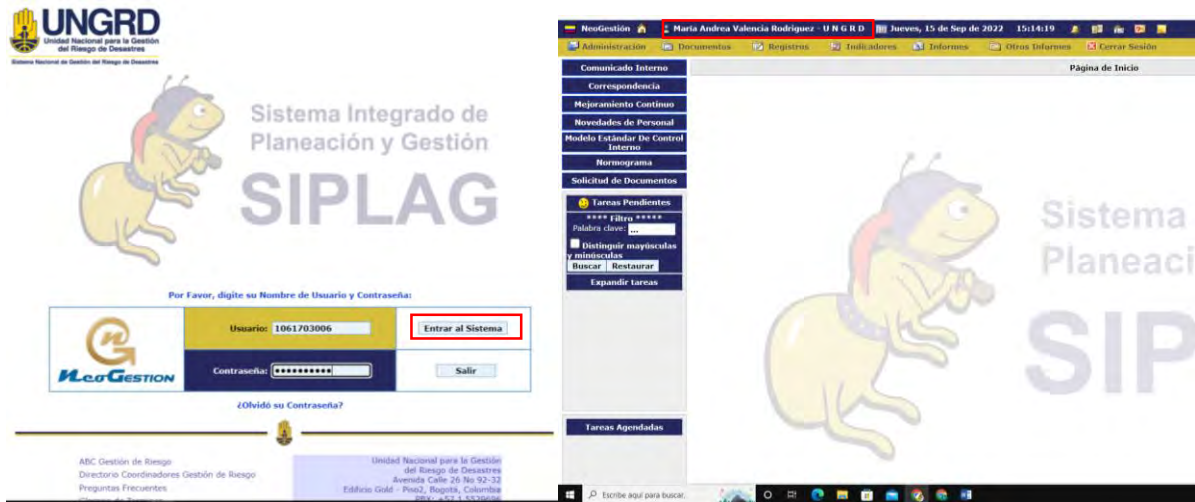 UNGRD
Unidad Nacional para la Gestión
del Riesgo de Desastres
Sistema Nacional de Gestión del Riesgo de Desastres
Sistema Integrado de
Planeación y Gestión
SIPLAG
Por Favor, digite su Nombre de Usuario y Contraseña:
Usuario: 1061703006
Entrar al Sistema
NeoGestion
Contraseña: ••••••••••
Salir
¿Olvidó su Contraseña?
ABC Gestión de Riesgo
Directorio Coordinadores Gestión de Riesgo
Preguntas Frecuentes
Unidad Nacional para la Gestión
del Riesgo de Desastres
Avenida Calle 26 No 92-32
Edificio Gold - Piso2, Bogotá, Colombia
NeoGestión María Andrea Valencia Rodriguez - U N G R D Jueves, 15 de Sep de 2022 15:14:19
Administración Documentos Registros Indicadores Informes Otros Informes Cerrar Sesión
Comunicado Interno
Página de Inicio
Correspondencia
Mejoramiento Continuo
Novedades de Personal
Modelo Estándar De Control
Interno
Normograma
Solicitud de Documentos
Tareas Pendientes
**** Filtro *****
Palabra clave: ...
Distinguir mayúsculas
y minúsculas
Buscar Restaurar
Expandir tareas
Sistema
Planeaci
SIP
Tareas Agendadas
Escribe aquí para buscar.